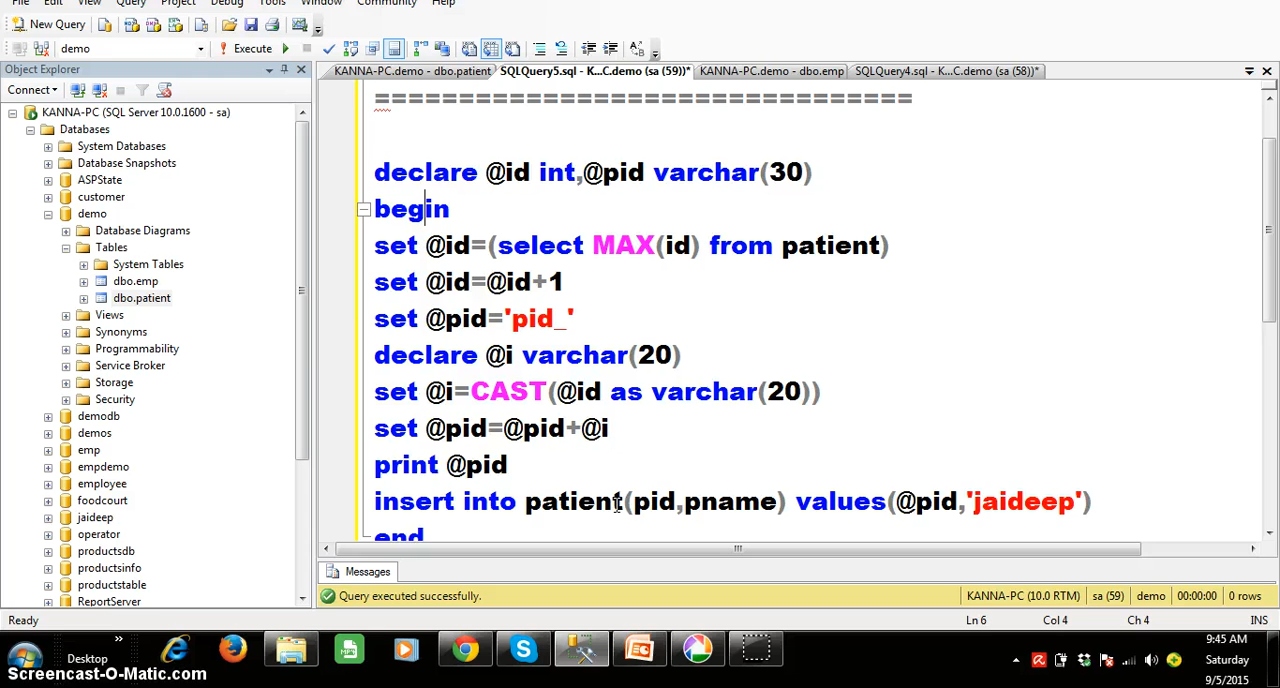 File Edit View Query Project Debug Tools Window Community Help
New Query
demo Execute
Object Explorer
KANNA-PC.demo - dbo.patient SQLQuery5.sql - K...C.demo (sa (59))* KANNA-PC.demo - dbo.emp SQLQuery4.sql - K...C.demo (sa (58))*
Connect
KANNA-PC (SQL Server 10.0.1600 - sa)
Databases
System Databases
Database Snapshots
ASPState
customer
demo
Database Diagrams
Tables
System Tables
dbo.emp
dbo.patient
Views
Synonyms
Programmability
Service Broker
Storage
Security
demodb
demos
emp
empdemo
employee
foodcourt
jaideep
operator
productsdb
productsinfo
productstable
ReportServer
================================
declare @id int,@pid varchar(30)
begin
set @id=(select MAX(id) from patient)
set @id=@id+1
set @pid='pid_'
declare @i varchar(20)
set @i=CAST(@id as varchar(20))
set @pid=@pid+@i
print @pid
insert into patient(pid,pname) values(@pid,'jaideep')
end
Messages
Query executed successfully. KANNA-PC (10.0 RTM) sa (59) demo 00:00:00 0 rows
Ready Ln 6 Col 4 Ch 4 INS
Desktop
9:45 AM
Saturday
9/5/2015
Screencast-O-Matic.com